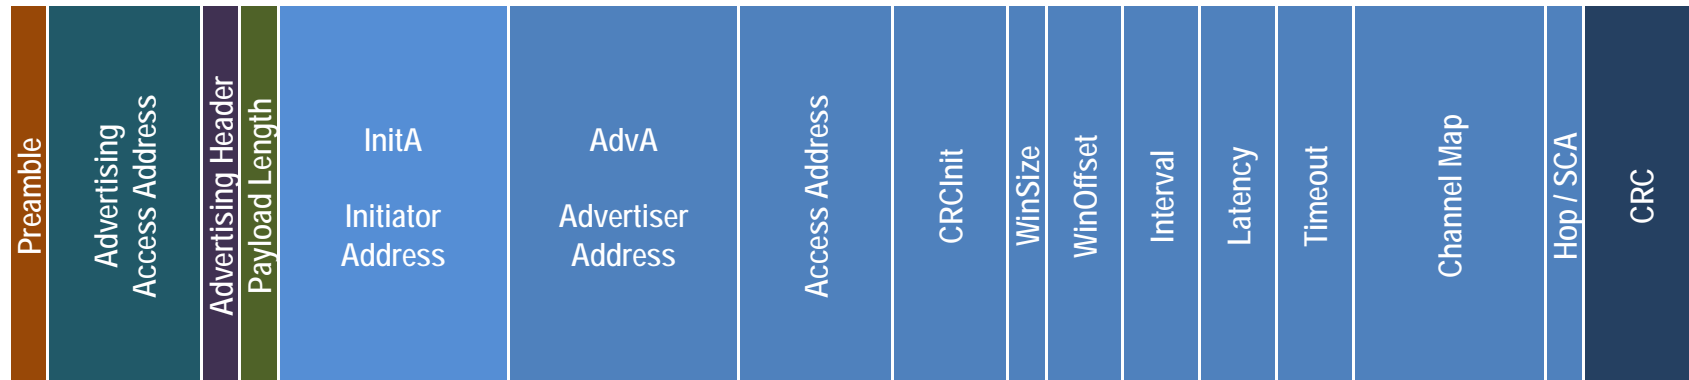 Preamble
Advertising
Access Address
Advertising Header
Payload Length
InitA
Initiator
Address
AdvA
Advertiser
Address
Access Address
CRCInit
WinSize
WinOffset
Interval
Latency
Timeout
Channel Map
Hop / SCA
CRC